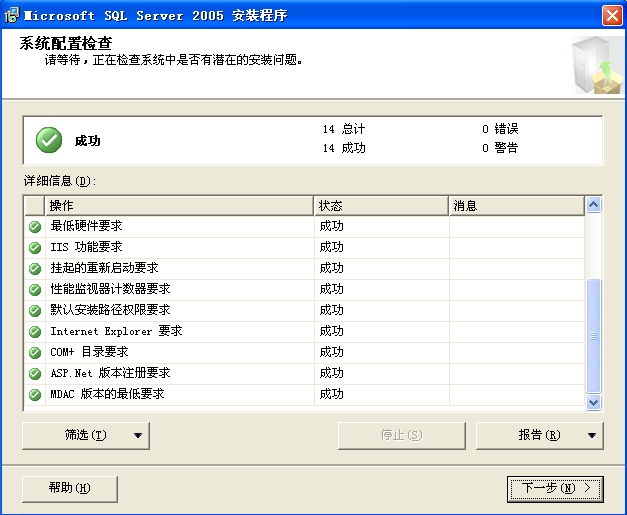 Microsoft SQL Server 2005 安装程序
系统配置检查
请等待，正在检查系统中是否有潜在的安装问题。
成功
14 总计
0 错误
14 成功
0 警告
详细信息(D):
操作 状态 消息
最低硬件要求 成功
IIS 功能要求 成功
挂起的重新启动要求 成功
性能监视器计数器要求 成功
默认安装路径权限要求 成功
Internet Explorer 要求 成功
COM+ 目录要求 成功
ASP.Net 版本注册要求 成功
MDAC 版本的最低要求 成功
筛选(T) 停止(S) 报告(R)
帮助(H) 下一步(N) >